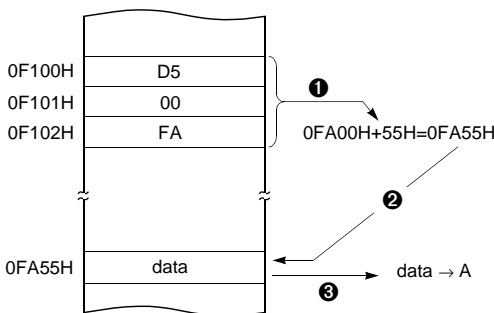 0F100H D5
0F101H 00
0F102H FA
❶
0FA00H+55H=0FA55H
❷
0FA55H data
❸
data → A